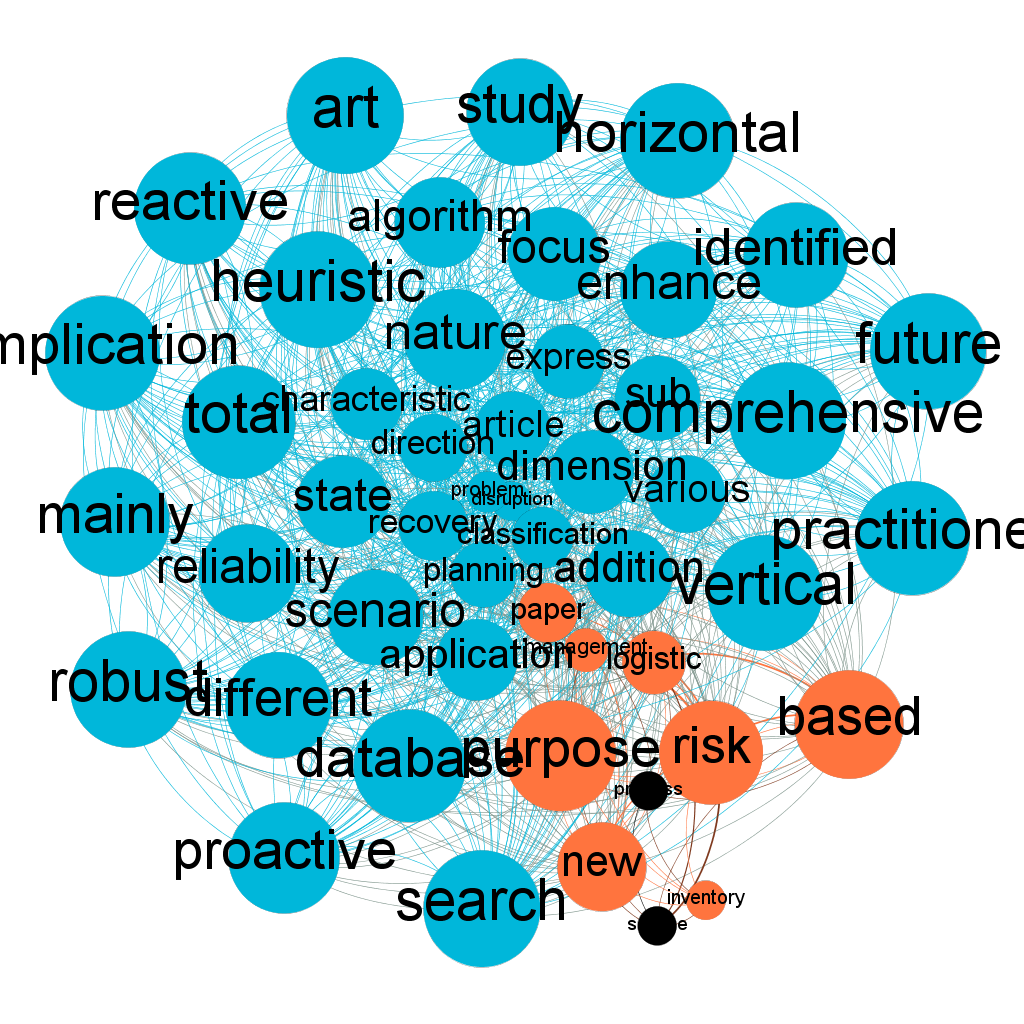 art
study
horizontal
reactive
algorithm
focus
identified
heuristic
enhance
nature
mplication
express
future
characteristic
sub
total
comprehensive
article
direction
dimension
problem
various
state
disruption
mainly
recovery
classification
practitione
reliability
planning
addition
vertical
scenario
paper
management
application
logistic
robust
different
based
database
purpose
risk
proactive
new
search
inventory